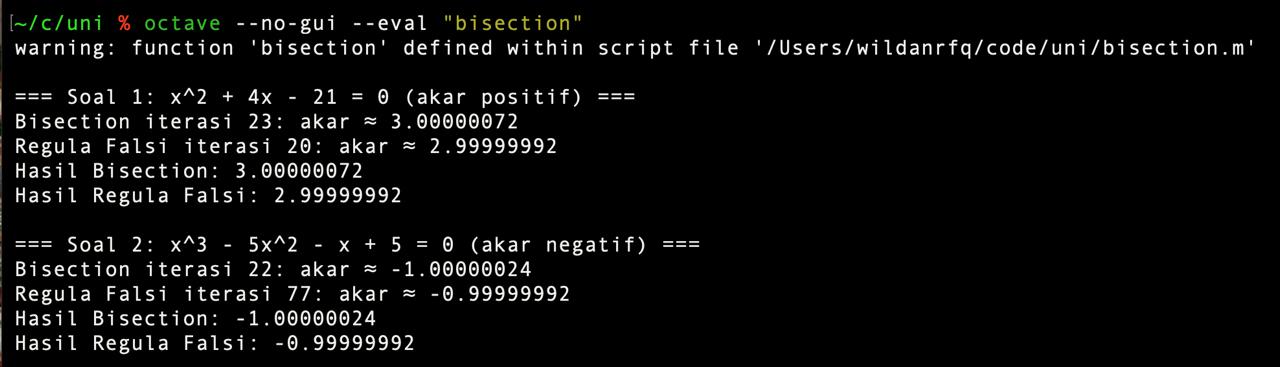 [~/c/uni % octave --no-gui --eval "bisection"
warning: function 'bisection' defined within script file '/Users/wildanrfq/code/uni/bisection.m'
=== Soal 1: x^2 + 4x - 21 = 0 (akar positif) ===
Bisection iterasi 23: akar ≈ 3.00000072
Regula Falsi iterasi 20: akar ≈ 2.99999992
Hasil Bisection: 3.00000072
Hasil Regula Falsi: 2.99999992
=== Soal 2: x^3 - 5x^2 - x + 5 = 0 (akar negatif) ===
Bisection iterasi 22: akar ≈ -1.00000024
Regula Falsi iterasi 77: akar ≈ -0.99999992
Hasil Bisection: -1.00000024
Hasil Regula Falsi: -0.99999992